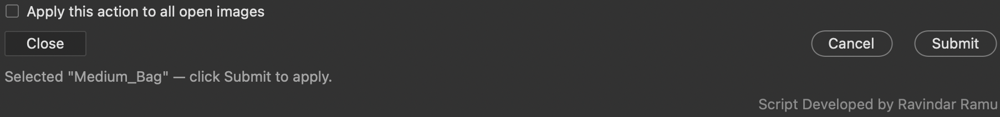 Apply this action to all open images
Close
Cancel
Submit
Selected "Medium_Bag" — click Submit to apply.
Script Developed by Ravindar Ramu